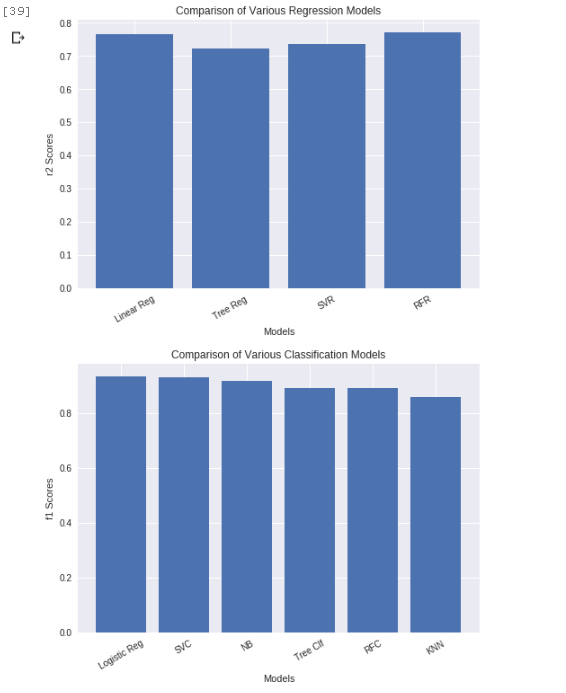 [39]
Comparison of Various Regression Models
0.8
0.7
0.6
0.5
0.4
0.3
0.2
0.1
0.0
r2 Scores
Linear Reg
Tree Reg
SVR
RFR
Models
Comparison of Various Classification Models
0.8
0.6
0.4
0.2
0.0
f1 Scores
Logistic Reg
SVC
NB
Tree Clf
RFC
KNN
Models